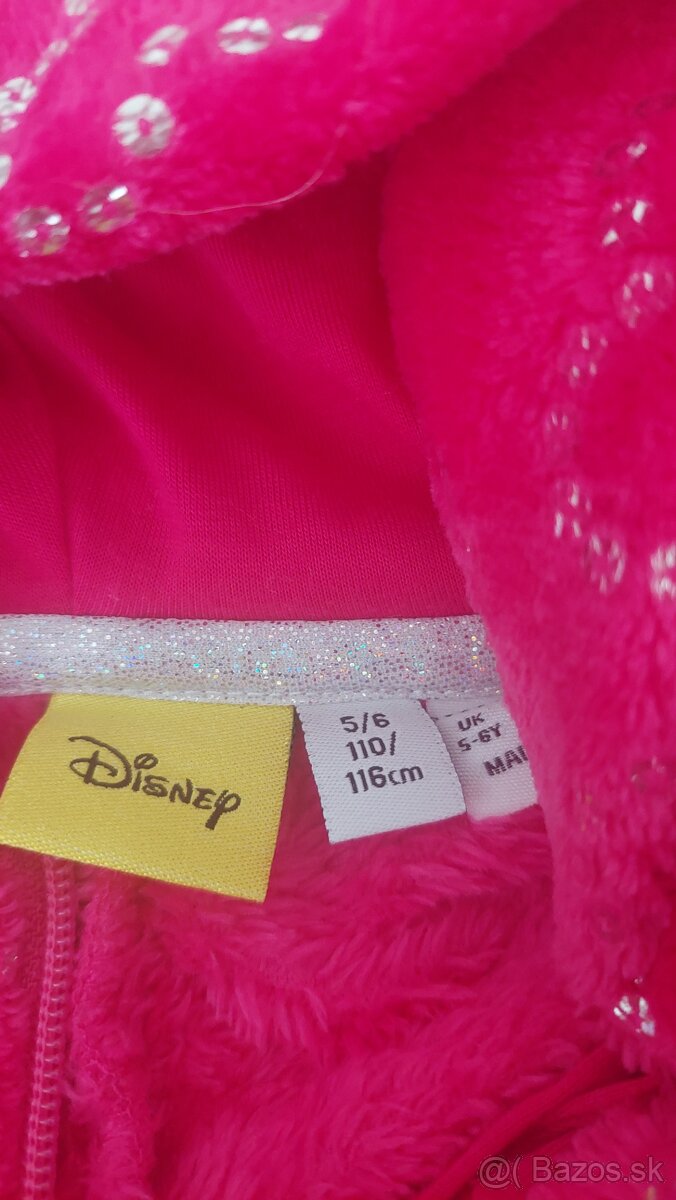 Disney
5/6
110/
116cm
UK
5-6Y
@( Bazos.sk